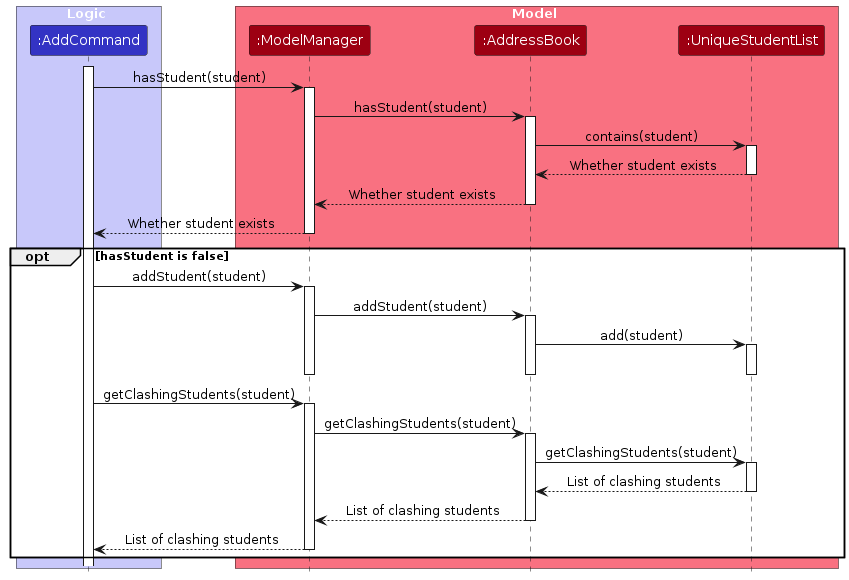 Logic
Model
:AddCommand
:ModelManager
:AddressBook
:UniqueStudentList
hasStudent(student)
hasStudent(student)
contains(student)
Whether student exists
Whether student exists
Whether student exists
opt
[hasStudent is false]
addStudent(student)
addStudent(student)
add(student)
getClashingStudents(student)
getClashingStudents(student)
getClashingStudents(student)
List of clashing students
List of clashing students
List of clashing students